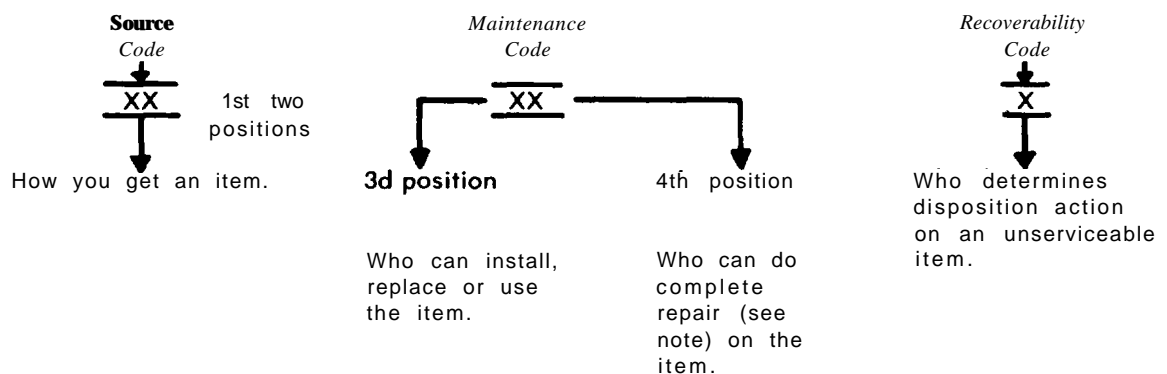 Source
Code
XX
1st two
positions
How you get an item.
Maintenance
Code
XX
3d position
Who can install,
replace or use
the item.
4th position
Who can do
complete
repair (see
note) on the
item.
Recoverability
Code
X
Who determines
disposition action
on an unserviceable
item.